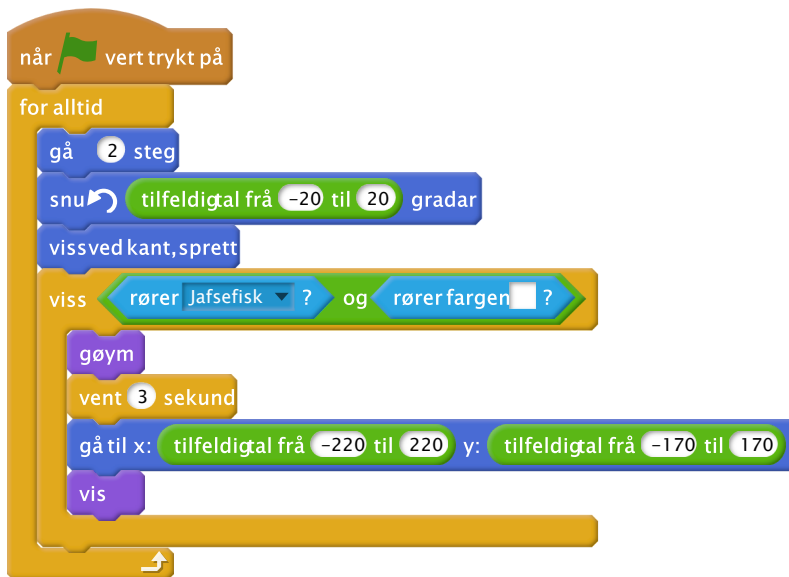 når vert trykt på
for alltid
gå 2 steg
snu tilfeldig tal frå -20 til 20 gradar
viss ved kant, sprett
viss rører Jafsefisk ? og rører fargen ?
gøym
vent 3 sekund
gå til x: tilfeldig tal frå -220 til 220 y: tilfeldig tal frå -170 til 170
vis